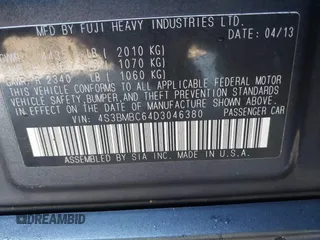 MFD BY FUJI HEAVY INDUSTRIES LTD.
DATE: 04/13
LB ( 2010 KG)
LB ( 1070 KG)
2340 LB ( 1060 KG)
THIS VEHICLE CONFORMS TO ALL APPLICABLE FEDERAL MOTOR
VEHICLE SAFETY, BUMPER, AND THEFT PREVENTION STANDARDS
IN EFFECT ON THE DATE OF MANUFACTURE SHOWN ABOVE.
VIN: 4S3BMBC64D3046380 PASSENGER CAR
ASSEMBLED BY SIA INC. MADE IN U.S.A.
DREAMBID